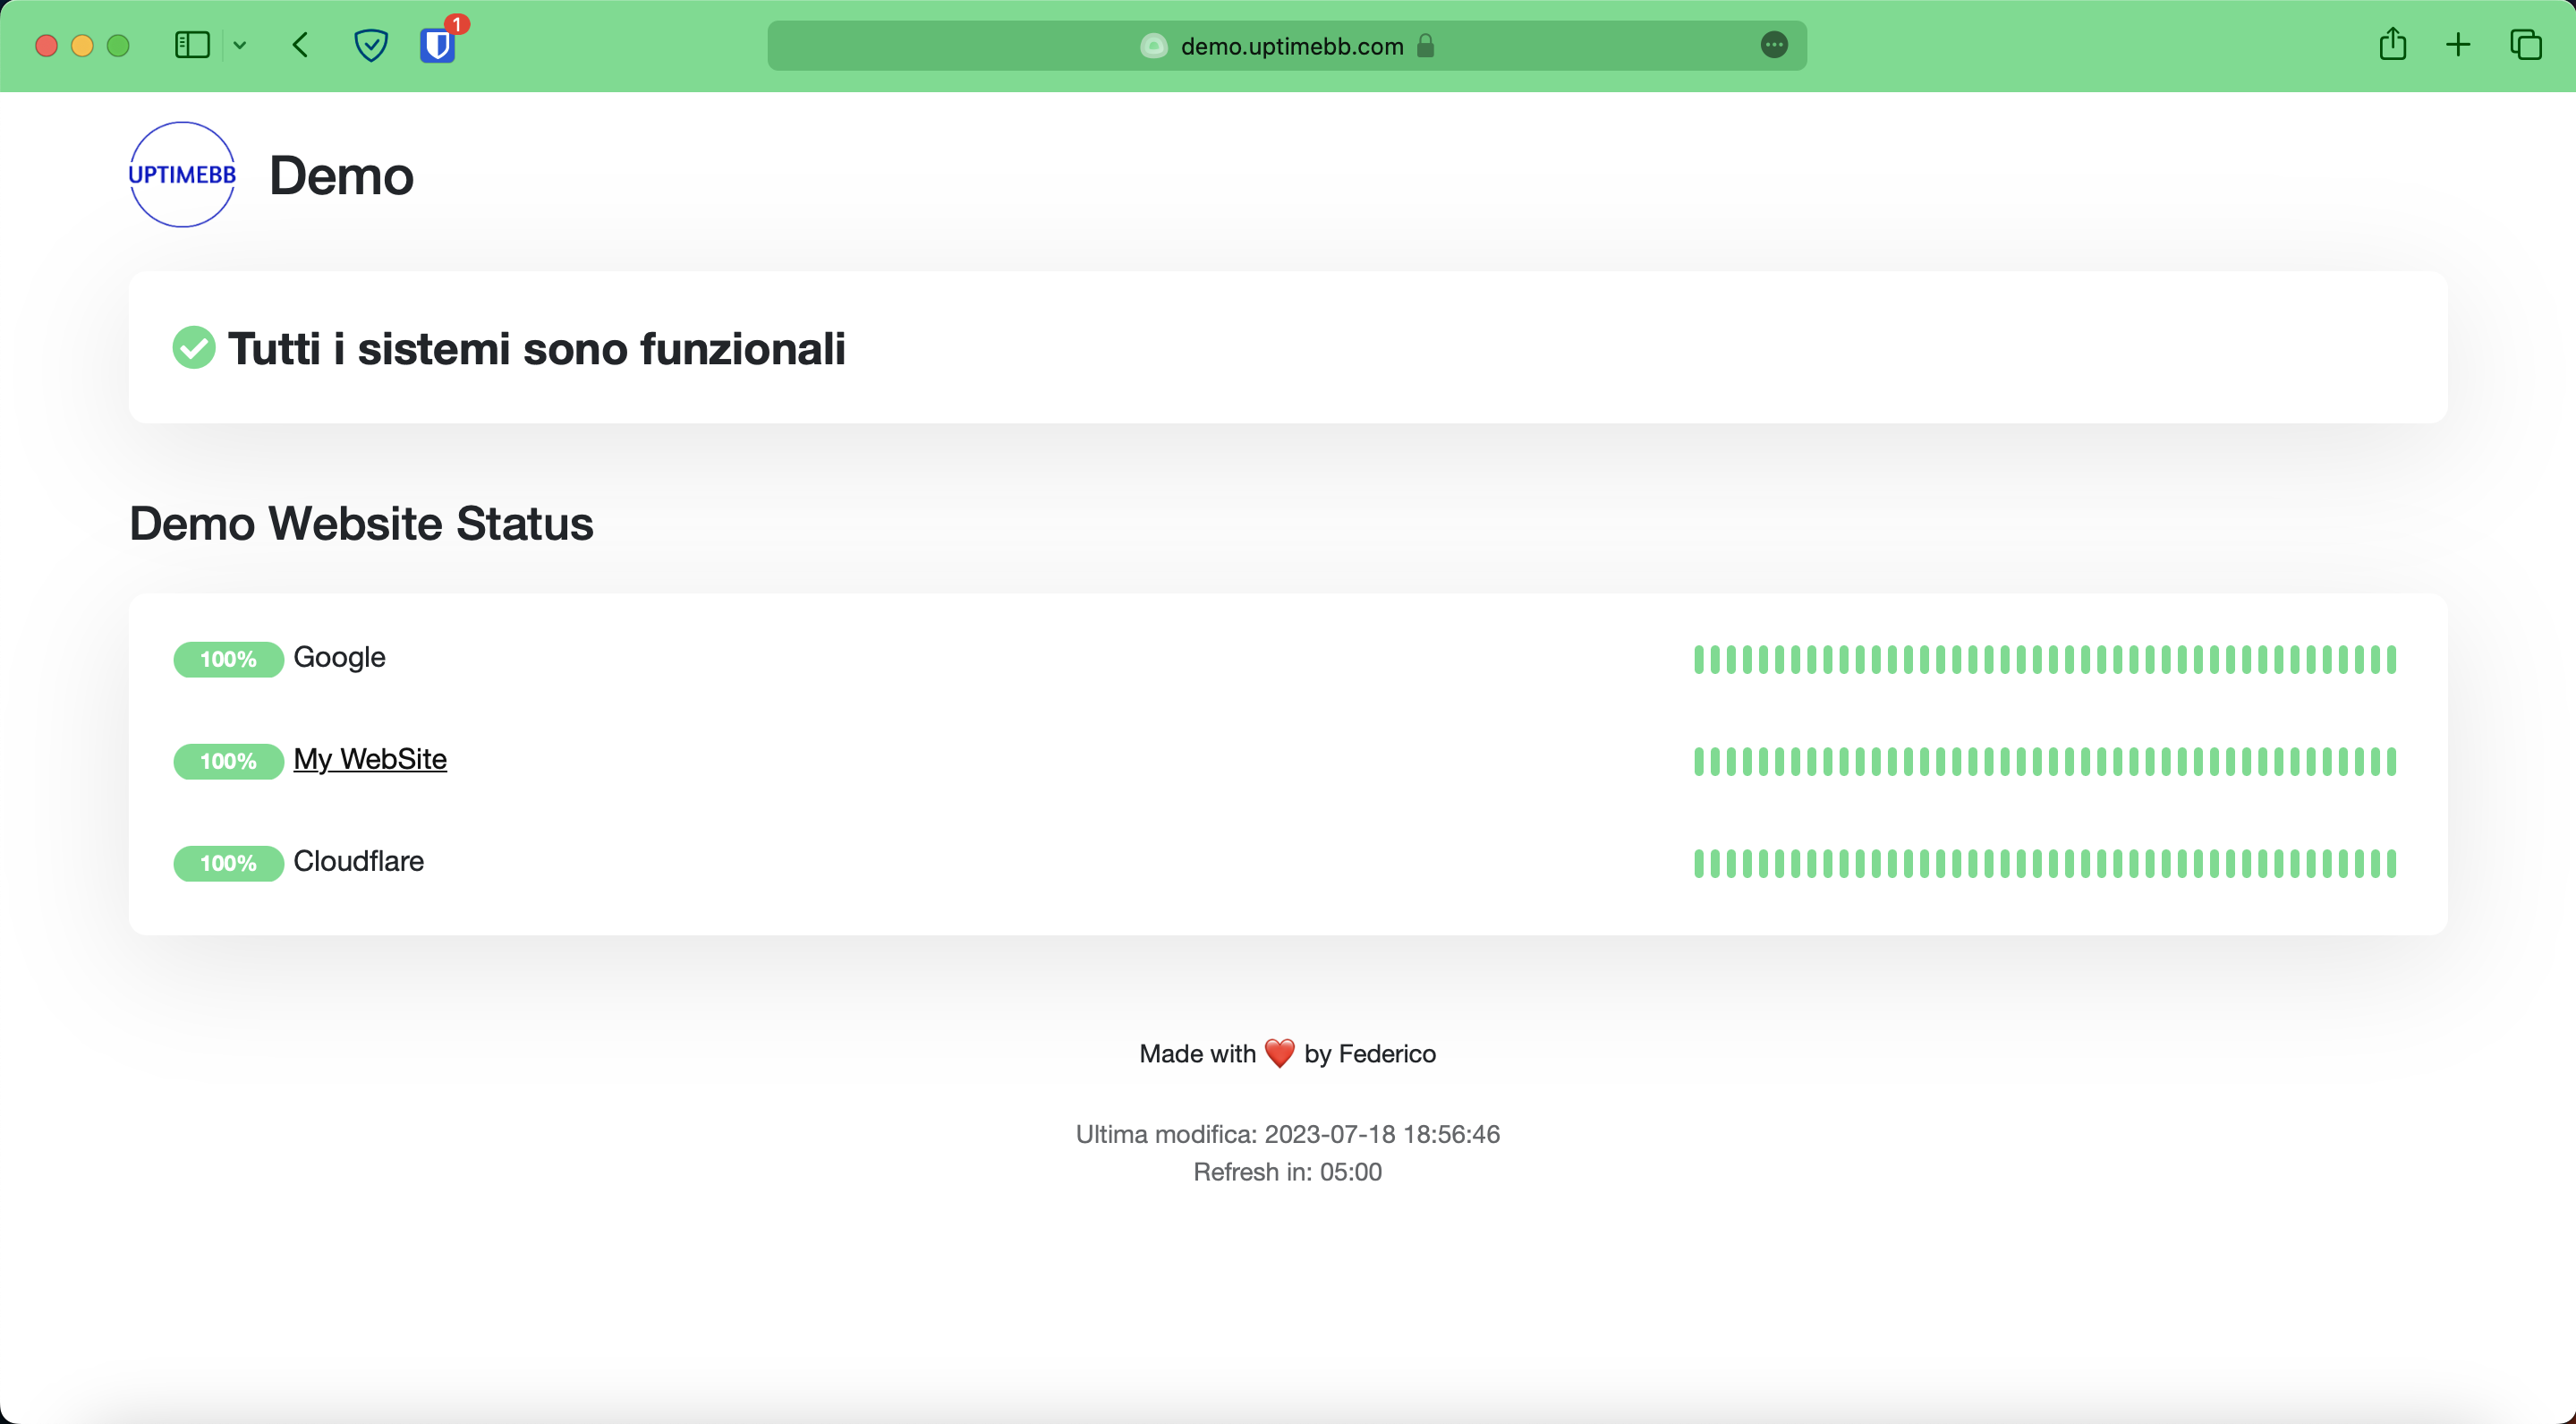 1
demo.uptimebb.com
UPTIMEBB
Demo
Tutti i sistemi sono funzionali
Demo Website Status
100% Google
100% My WebSite
100% Cloudflare
Made with ❤️ by Federico
Ultima modifica: 2023-07-18 18:56:46
Refresh in: 05:00